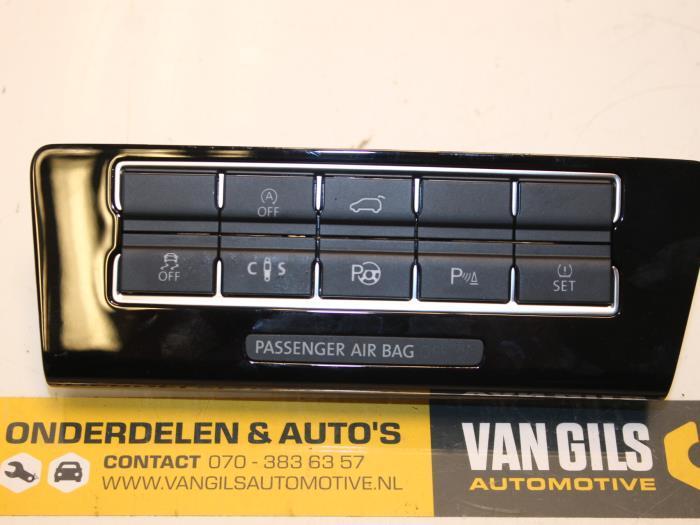 A
OFF
OFF
C S
P
P
(!)
SET
PASSENGER AIR BAG
ONDERDELEN & AUTO'S
CONTACT 070 - 383 63 57
WWW.VANGILSAUTOMOTIVE.NL
VAN GILS
AUTOMOTIVE